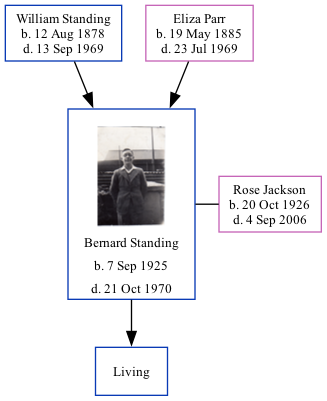 William Standing
b. 12 Aug 1878
d. 13 Sep 1969
Eliza Parr
b. 19 May 1885
d. 23 Jul 1969
Bernard Standing
b. 7 Sep 1925
d. 21 Oct 1970
Rose Jackson
b. 20 Oct 1926
d. 4 Sep 2006
Living